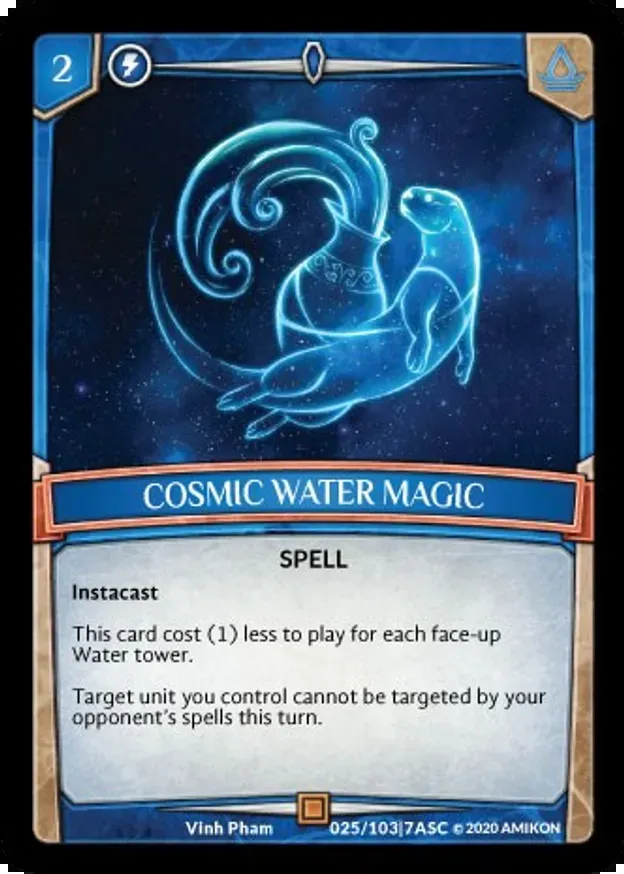 2
COSMIC WATER MAGIC
SPELL
Instacast
This card cost (1) less to play for each face-up
Water tower.
Target unit you control cannot be targeted by your
opponent's spells this turn.
Vinh Pham 025/103|7ASC © 2020 AMIKON